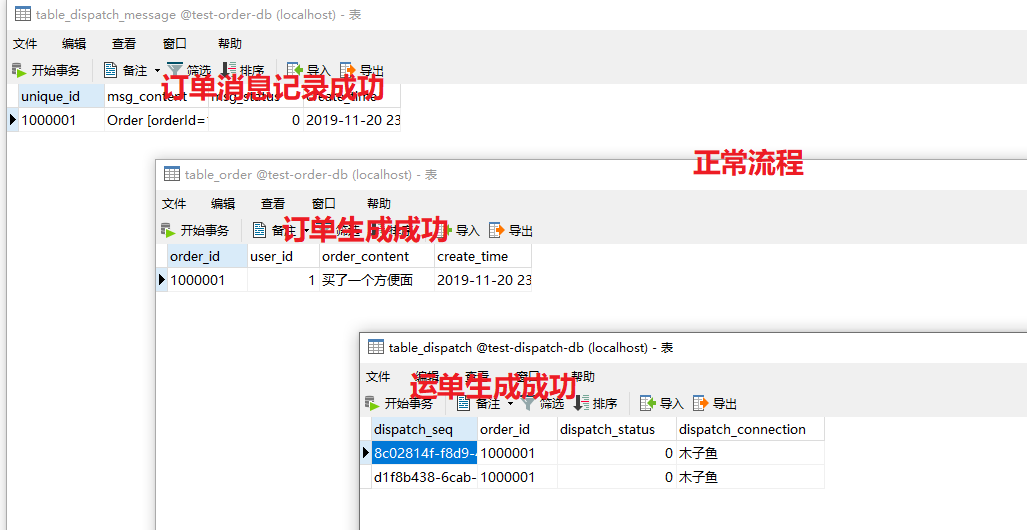 table_dispatch_message @test-order-db (localhost) - 表
文件 编辑 查看 窗口 帮助
开始事务 备注 筛选 排序 导入 导出
订单消息记录成功
unique_id msg_content msg_status create_time
1000001 Order [orderId= 0 2019-11-20 23
正常流程
table_order @test-order-db (localhost) - 表
文件 编辑 查看 窗口 帮助
开始事务 备注 筛选 排序 导入 导出
订单生成成功
order_id user_id order_content create_time
1000001 1 买了一个方便面 2019-11-20 23
table_dispatch @test-dispatch-db (localhost) - 表
文件 编辑 查看 窗口 帮助
运单生成成功
开始事务 备注 筛选 排序 导入 导出
dispatch_seq order_id dispatch_status dispatch_connection
8c02814f-f8d9- 1000001 0 木子鱼
d1f8b438-6cab- 1000001 0 木子鱼